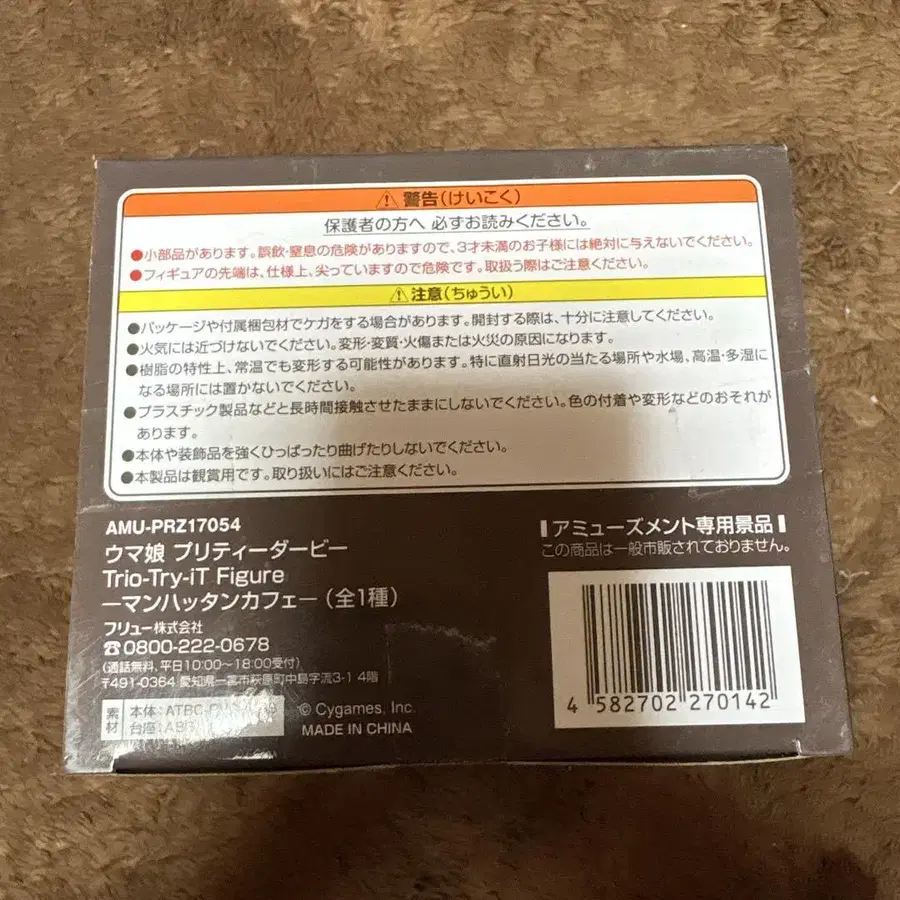 ⚠警告(けいこく)
保護者の方へ 必ずお読みください。
●小部品があります。誤飲・窒息の危険がありますので、3才未満のお子様には絶対に与えないでください。
●フィギュアの先端は、仕様上、尖っていますので危険です。取扱う際はご注意ください。
⚠注意(ちゅうい)
●パッケージや付属梱包材でケガをする場合があります。開封する際は、十分に注意してください。
●火気には近づけないでください。変形・変質・火傷または火災の原因になります。
●樹脂の特性上、常温でも変形する可能性があります。特に直射日光の当たる場所や水場、高温・多湿に
なる場所には置かないでください。
●プラスチック製品などと長時間接触させたままにしないでください。色の付着や変形などのおそれが
あります。
●本体や装飾品を強くひっぱったり曲げたりしないでください。
●本製品は観賞用です。取り扱いにはご注意ください。
AMU-PRZ17054
ウマ娘 プリティーダービー
Trio-Try-iT Figure
ーマンハッタンカフェー(全1種)
フリュー株式会社
☎0800-222-0678
(通話無料、平日10:00~18:00受付)
〒491-0364 愛知県一宮市萩原町中島字流3-1 4階
素材
本体:ATBC-PVC
台座:ABS
© Cygames, Inc.
MADE IN CHINA
アミューズメント専用景品
この商品は一般市販されておりません。
4 582702 270142